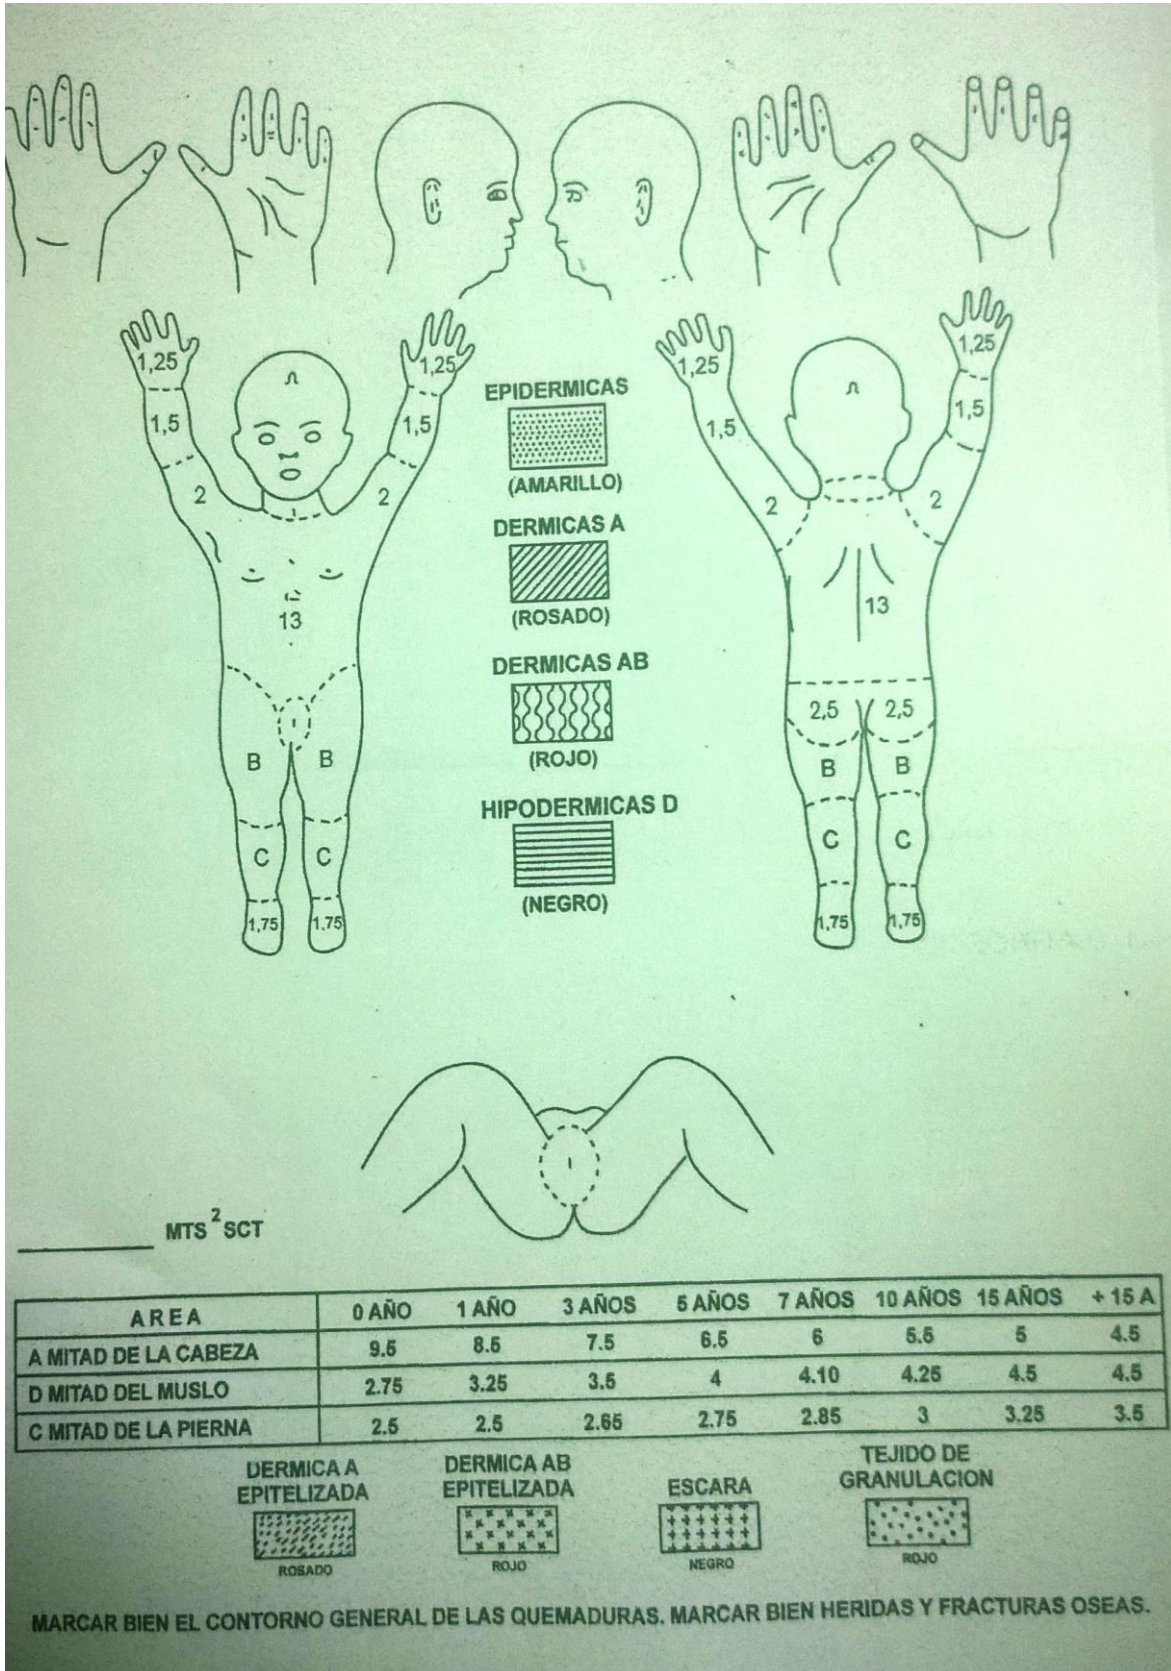 1,25
1,25
1,25
1,25
1,5
1,5
1,5
1,5
2
2
2
2
13
13
1
B
B
C
C
1,75
1,75
2,5
2,5
B
B
C
C
1,75
1,75
EPIDERMICAS
(AMARILLO)
DERMICAS A
(ROSADO)
DERMICAS AB
(ROJO)
HIPODERMICAS D
(NEGRO)
1
MTS² SCT
AREA 0 AÑO 1 AÑO 3 AÑOS 5 AÑOS 7 AÑOS 10 AÑOS 15 AÑOS + 15 A
A MITAD DE LA CABEZA 9.5 8.5 7.5 6.5 6 5.5 5 4.5
D MITAD DEL MUSLO 2.75 3.25 3.5 4 4.10 4.25 4.5 4.5
C MITAD DE LA PIERNA 2.5 2.5 2.65 2.75 2.85 3 3.25 3.5
DERMICA A
EPITELIZADA
ROSADO
DERMICA AB
EPITELIZADA
ROJO
ESCARA
NEGRO
TEJIDO DE
GRANULACION
ROJO
MARCAR BIEN EL CONTORNO GENERAL DE LAS QUEMADURAS. MARCAR BIEN HERIDAS Y FRACTURAS OSEAS.